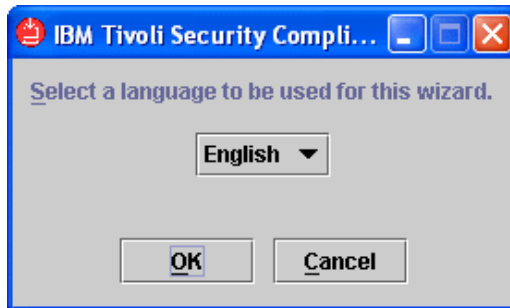 IBM Tivoli Security Compli...
Select a language to be used for this wizard.
English
OK
Cancel